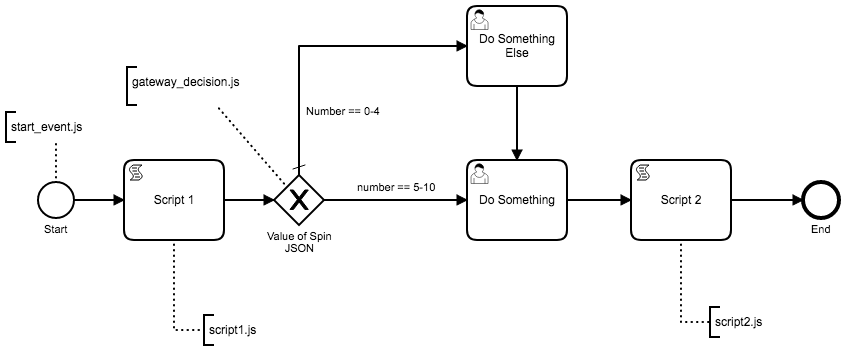 Do Something
Else
gateway_decision.js
Number == 0-4
start_event.js
Script 1
number == 5-10
Do Something
Script 2
Start
Value of Spin
JSON
End
script1.js
script2.js